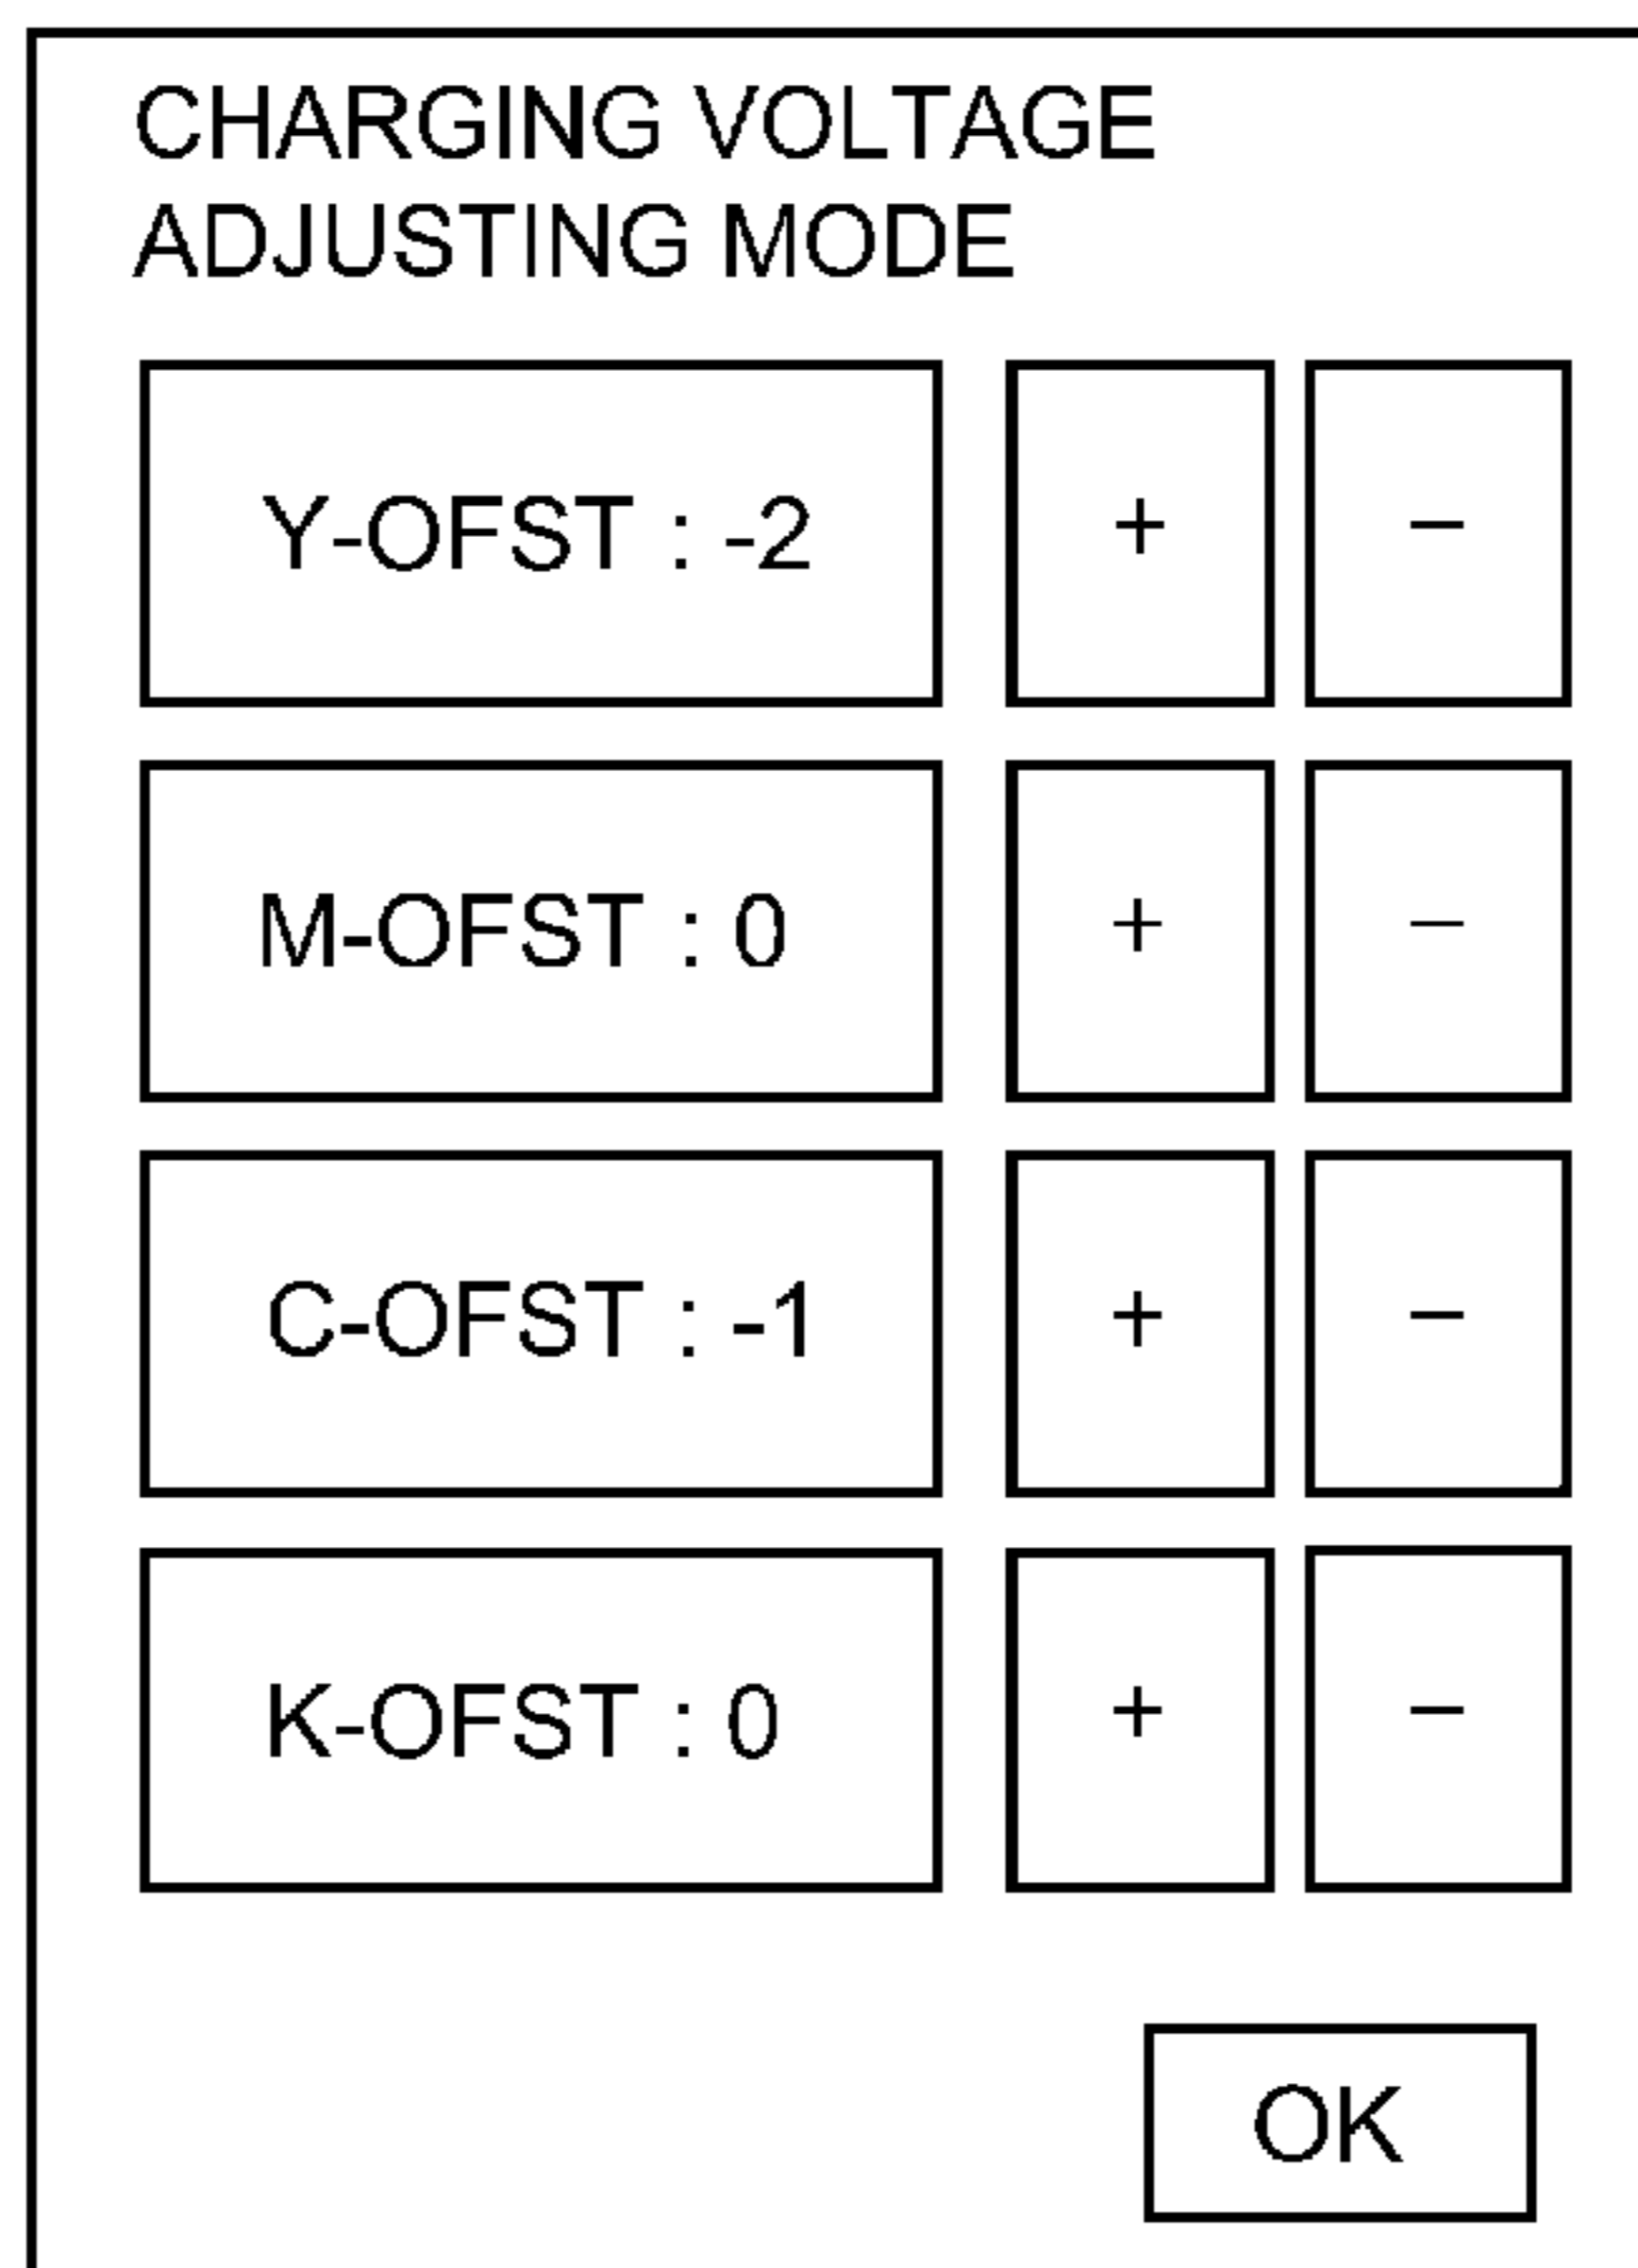 CHARGING VOLTAGE
ADJUSTING MODE
Y-OFST : -2 + −
M-OFST : 0 + −
C-OFST : -1 + −
K-OFST : 0 + −
OK